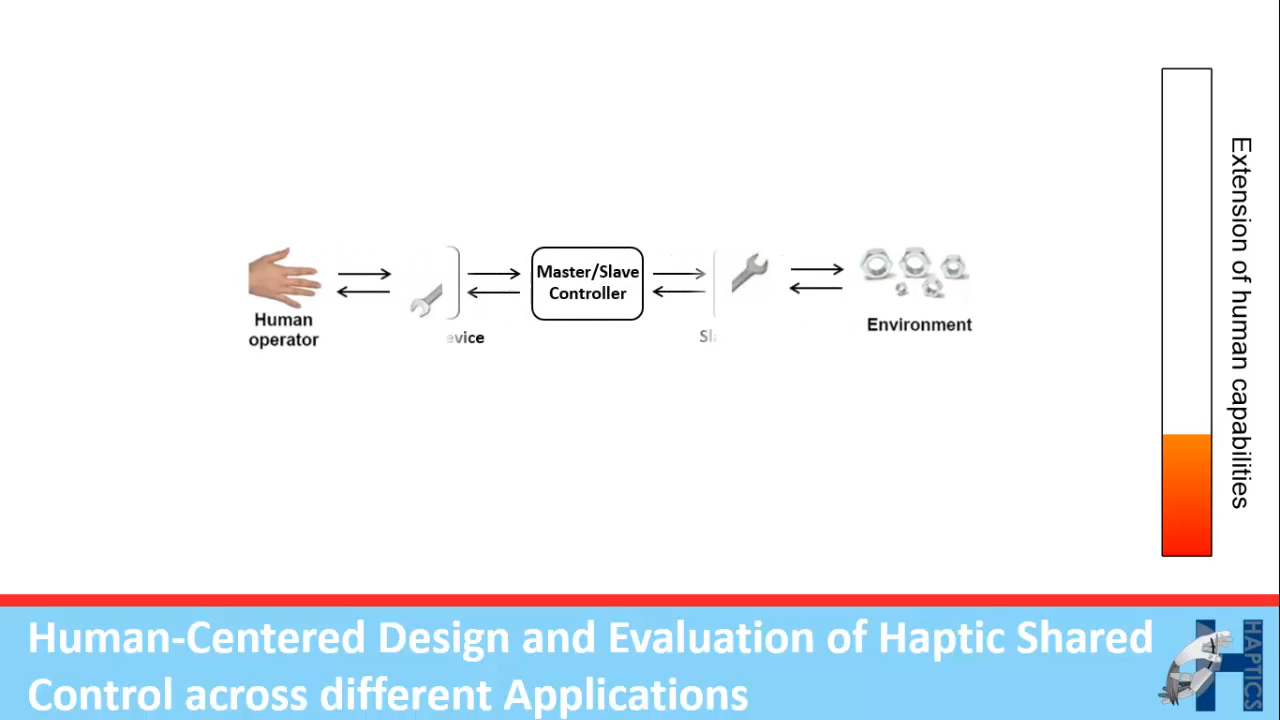 Extension of human capabilities
Master/Slave
Controller
Human
operator
evice
Sl
Environment
Human-Centered Design and Evaluation of Haptic Shared
Control across different Applications
HAPTICS